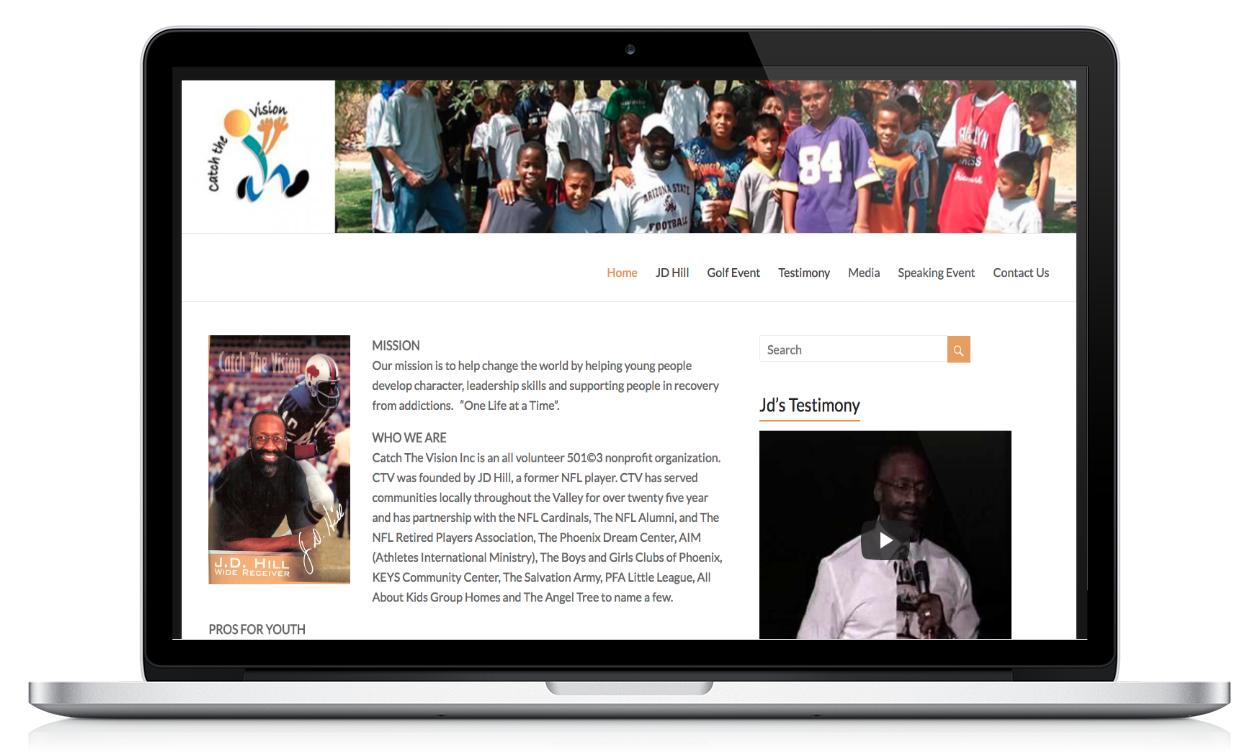 Catch the vision
84
ARIZONA STATE
FOOTBALL
Home JD Hill Golf Event Testimony Media Speaking Event Contact Us
Catch The Vision
J.D. Hill
J.D. HILL
WIDE RECEIVER
PROS FOR YOUTH
MISSION
Our mission is to help change the world by helping young people
develop character, leadership skills and supporting people in recovery
from addictions. "One Life at a Time".
WHO WE ARE
Catch The Vision Inc is an all volunteer 501©3 nonprofit organization.
CTV was founded by JD Hill, a former NFL player. CTV has served
communities locally throughout the Valley for over twenty five year
and has partnership with the NFL Cardinals, The NFL Alumni, and The
NFL Retired Players Association, The Phoenix Dream Center, AIM
(Athletes International Ministry), The Boys and Girls Clubs of Phoenix,
KEYS Community Center, The Salvation Army, PFA Little League, All
About Kids Group Homes and The Angel Tree to name a few.
Search
Jd's Testimony